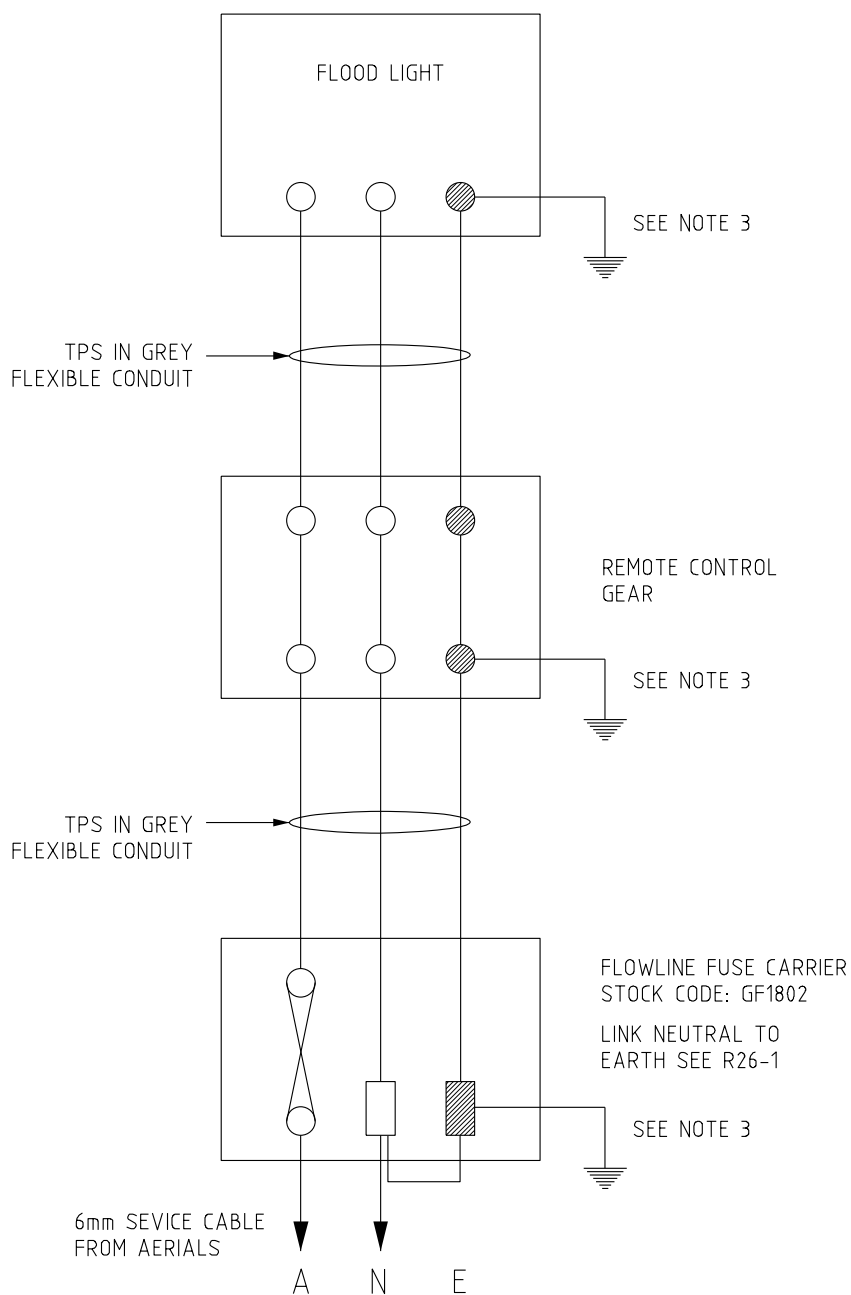 FLOOD LIGHT
SEE NOTE 3
TPS IN GREY
FLEXIBLE CONDUIT
REMOTE CONTROL
GEAR
SEE NOTE 3
TPS IN GREY
FLEXIBLE CONDUIT
FLOWLINE FUSE CARRIER
STOCK CODE: GF1802
LINK NEUTRAL TO
EARTH SEE R26-1
SEE NOTE 3
6mm SEVICE CABLE
FROM AERIALS
A N E